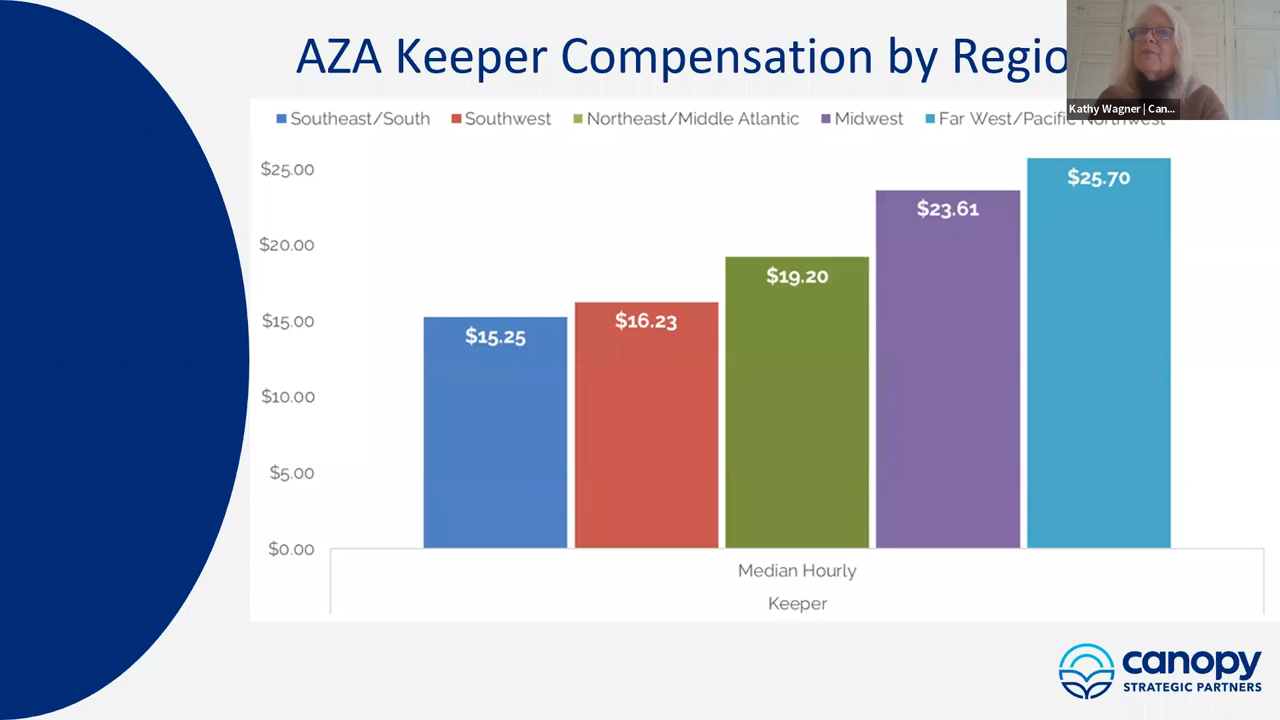 AZA Keeper Compensation by Regio
Kathy Wagner | Can...
Southeast/South Southwest Northeast/Middle Atlantic Midwest Far West/Pacific Northwest
$25.00
$20.00
$15.00
$10.00
$5.00
$0.00
$15.25
$16.23
$19.20
$23.61
$25.70
Median Hourly
Keeper
canopy
STRATEGIC PARTNERS